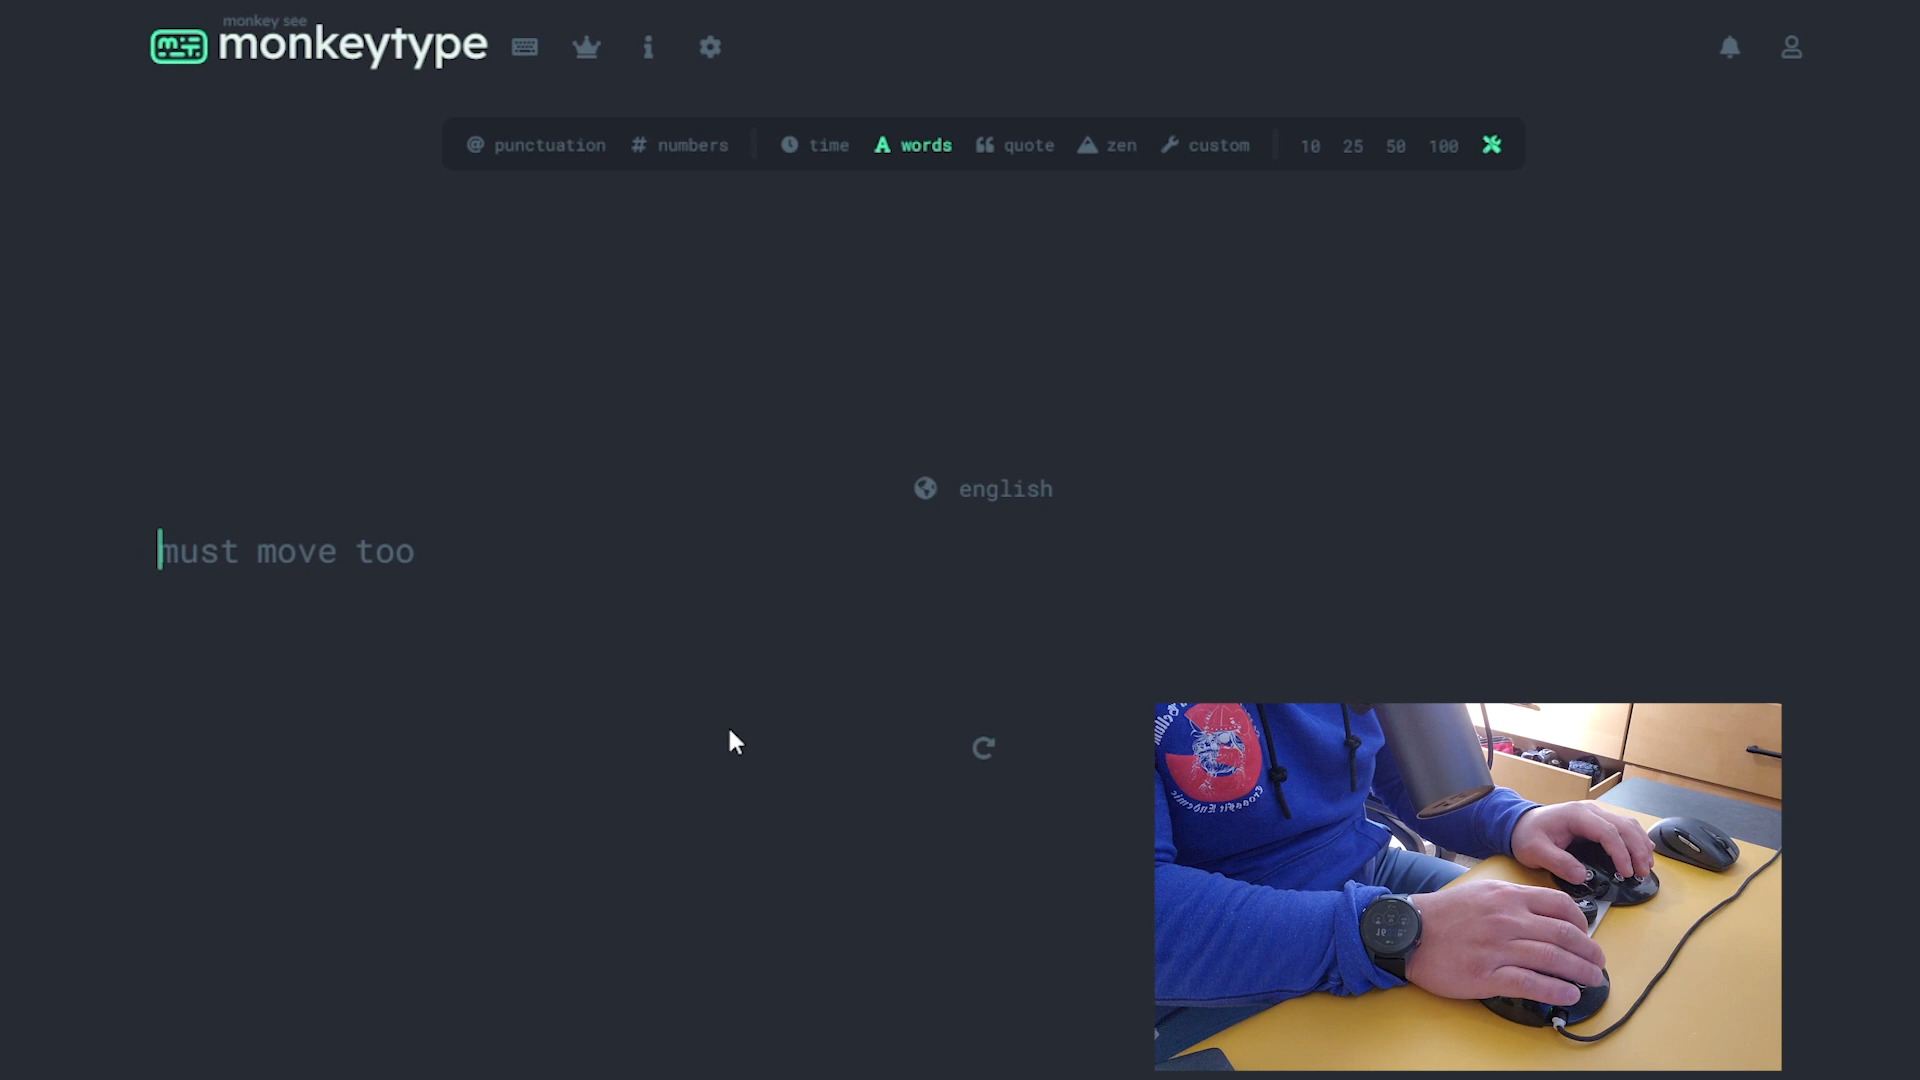 monkey see
monkeytype
@ punctuation # numbers time A words quote zen custom 10 25 50 100
english
must move too